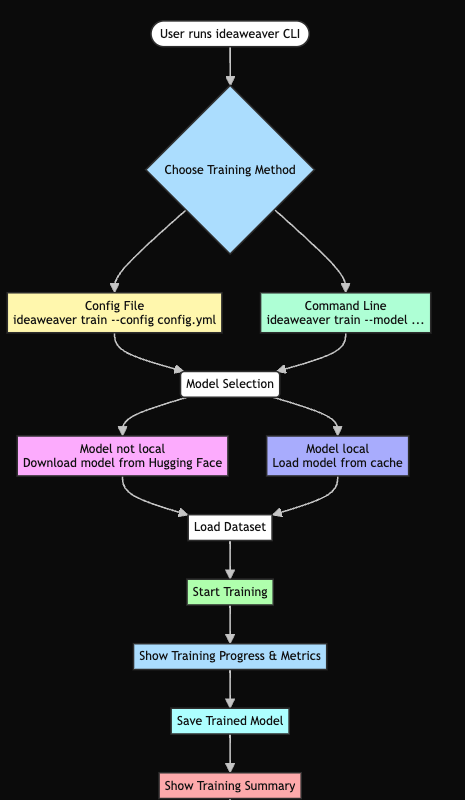 User runs ideaweaver CLI
Choose Training Method
Config File
ideaweaver train --config config.yml
Command Line
ideaweaver train --model ...
Model Selection
Model not local
Download model from Hugging Face
Model local
Load model from cache
Load Dataset
Start Training
Show Training Progress & Metrics
Save Trained Model
Show Training Summary